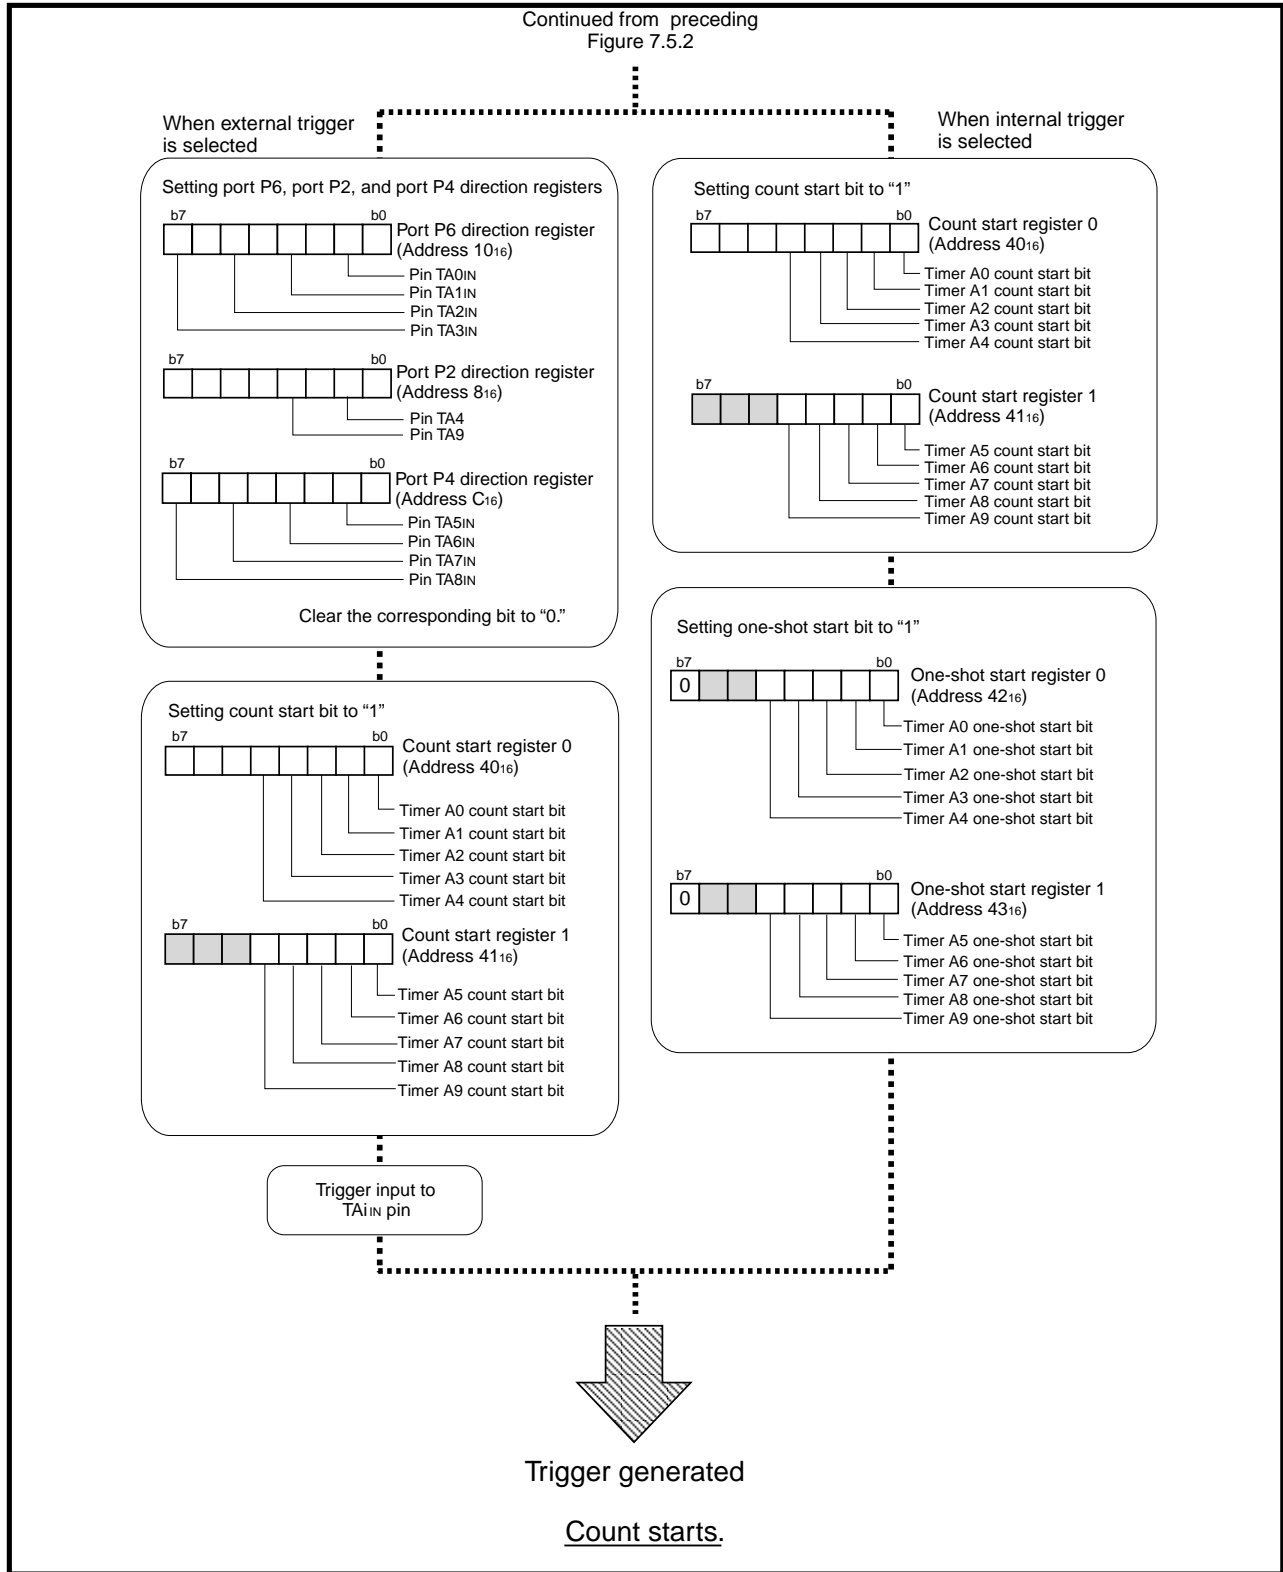 Continued from  preceding
Figure 7.5.2
When external trigger
is selected
Setting port P6, port P2, and port P4 direction registers
b7 b0
Port P6 direction register
(Address 1016)
Pin TA0IN
Pin TA1IN
Pin TA2IN
Pin TA3IN
b7 b0
Port P2 direction register
(Address 816)
Pin TA4
Pin TA9
b7 b0
Port P4 direction register
(Address C16)
Pin TA5IN
Pin TA6IN
Pin TA7IN
Pin TA8IN
Clear the corresponding bit to “0.”
Setting count start bit to “1”
b7 b0
Count start register 0
(Address 4016)
Timer A0 count start bit
Timer A1 count start bit
Timer A2 count start bit
Timer A3 count start bit
Timer A4 count start bit
b7 b0
Count start register 1
(Address 4116)
Timer A5 count start bit
Timer A6 count start bit
Timer A7 count start bit
Timer A8 count start bit
Timer A9 count start bit
Trigger input to
TAiIN pin
When internal trigger
is selected
Setting count start bit to “1”
b7 b0
Count start register 0
(Address 4016)
Timer A0 count start bit
Timer A1 count start bit
Timer A2 count start bit
Timer A3 count start bit
Timer A4 count start bit
b7 b0
Count start register 1
(Address 4116)
Timer A5 count start bit
Timer A6 count start bit
Timer A7 count start bit
Timer A8 count start bit
Timer A9 count start bit
Setting one-shot start bit to “1”
b7 b0
0
One-shot start register 0
(Address 4216)
Timer A0 one-shot start bit
Timer A1 one-shot start bit
Timer A2 one-shot start bit
Timer A3 one-shot start bit
Timer A4 one-shot start bit
b7 b0
0
One-shot start register 1
(Address 4316)
Timer A5 one-shot start bit
Timer A6 one-shot start bit
Timer A7 one-shot start bit
Timer A8 one-shot start bit
Timer A9 one-shot start bit
Trigger generated
Count starts.